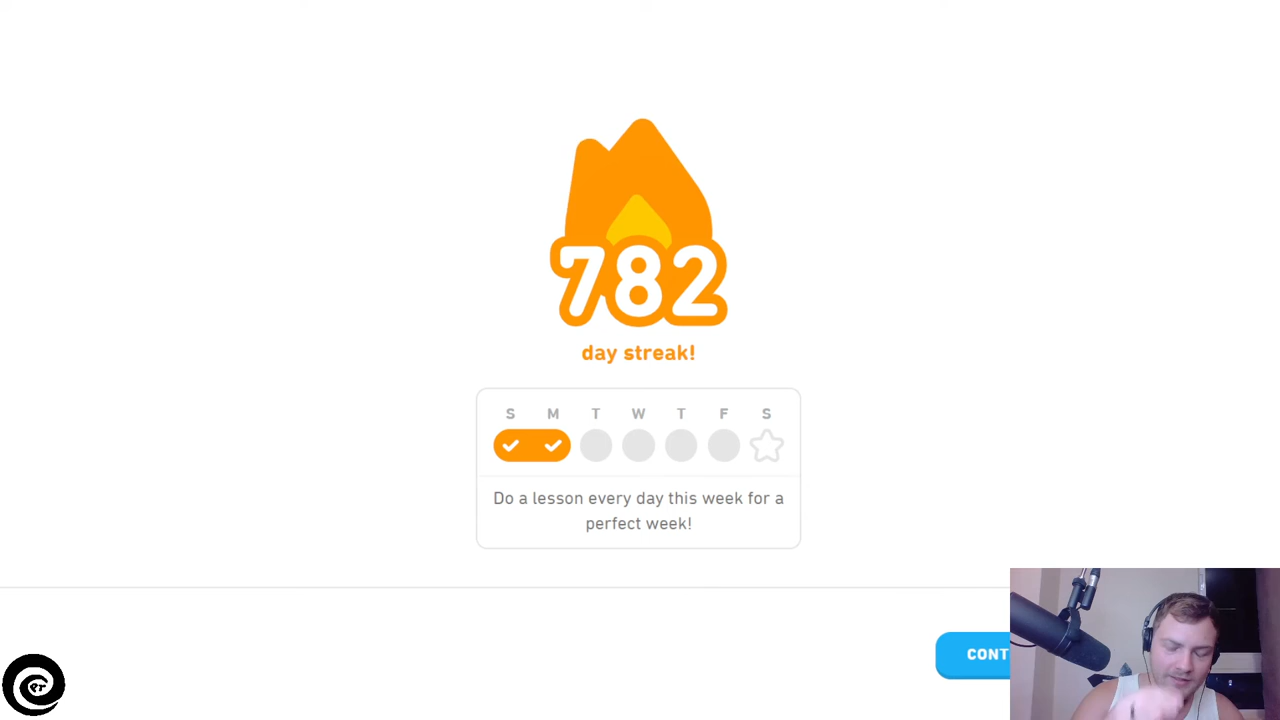 782
day streak!
S M T W T F S
Do a lesson every day this week for a
perfect week!
CONT